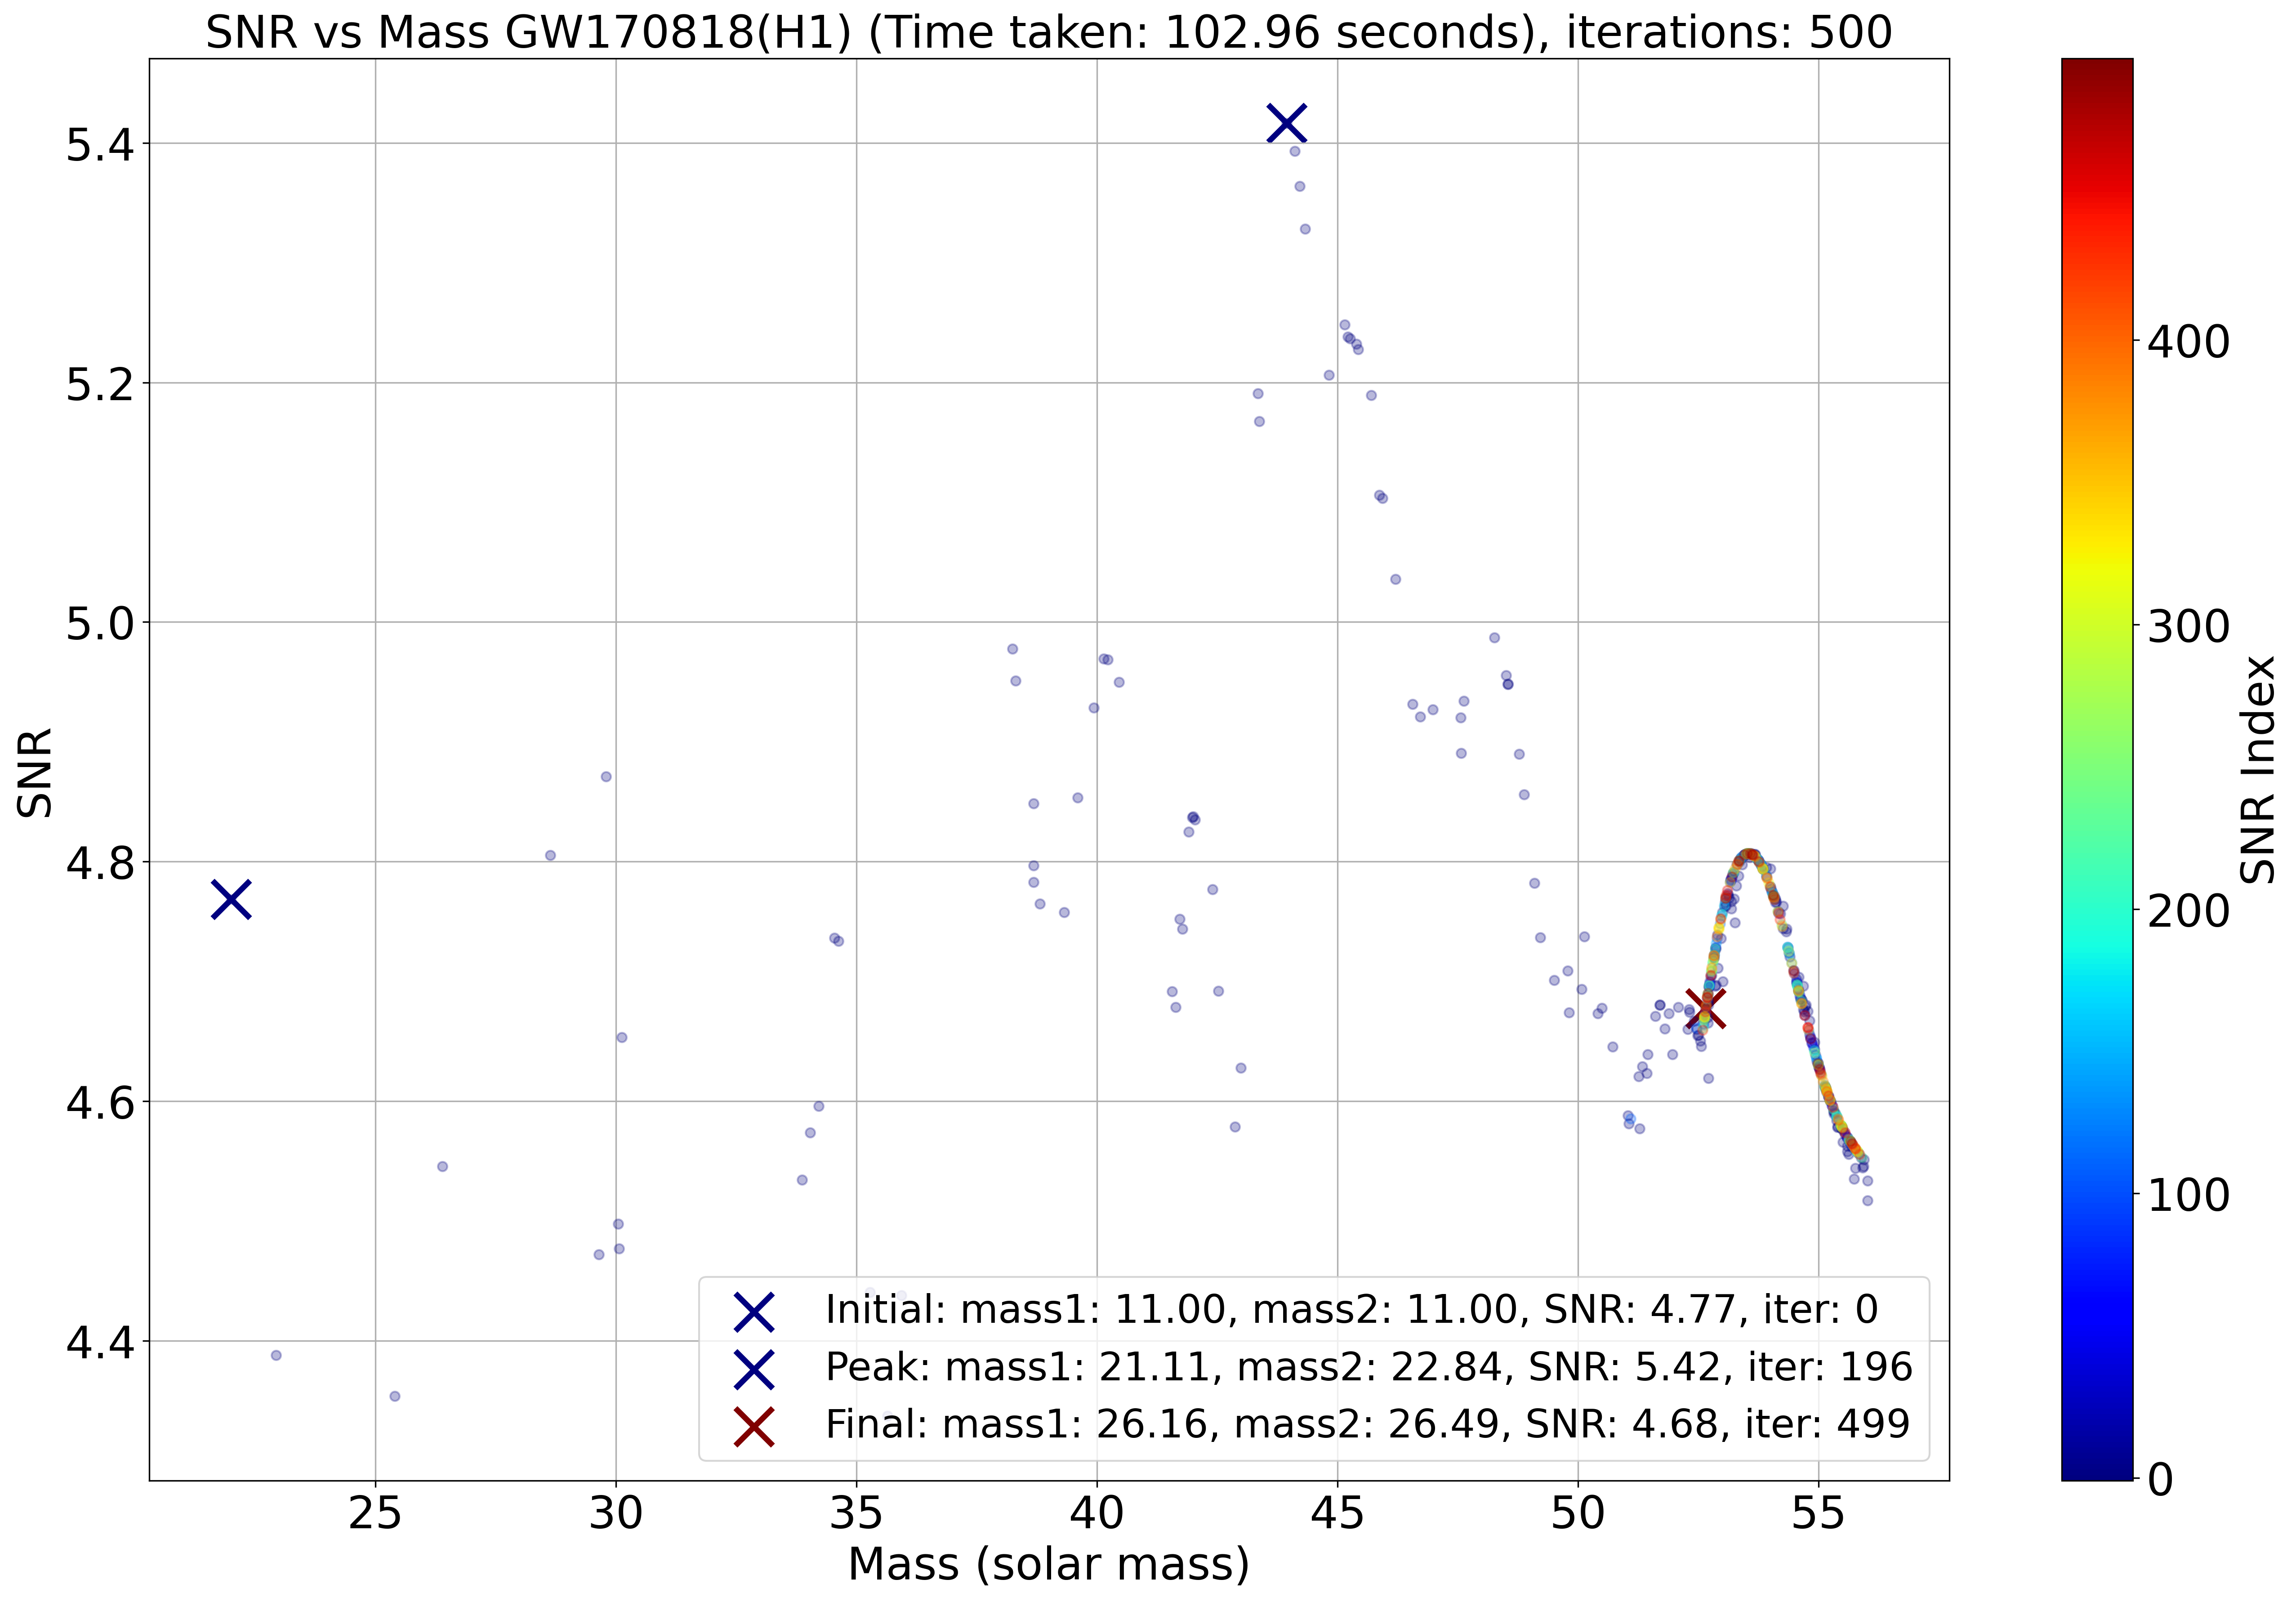 SNR vs Mass GW170818(H1) (Time taken: 102.96 seconds), iterations: 500
SNR
5.4
5.2
5.0
4.8
4.6
4.4
25 30 35 40 45 50 55
Mass (solar mass)
Initial: mass1: 11.00, mass2: 11.00, SNR: 4.77, iter: 0
Peak: mass1: 21.11, mass2: 22.84, SNR: 5.42, iter: 196
Final: mass1: 26.16, mass2: 26.49, SNR: 4.68, iter: 499
400
300
200
100
0
SNR Index